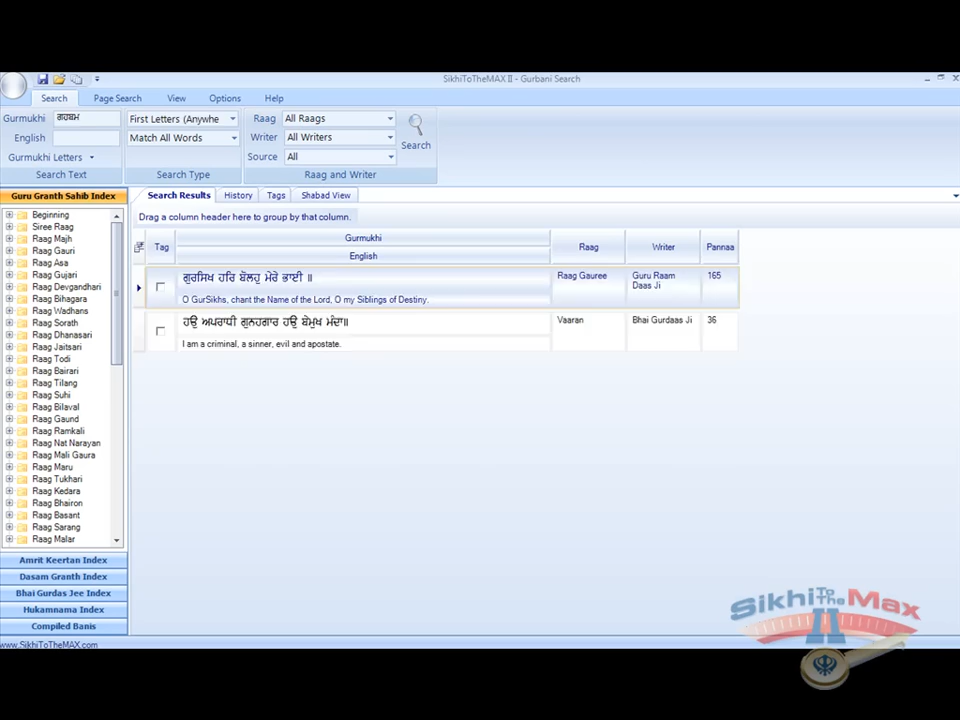 SikhiToTheMAX II - Gurbani Search
Search Page Search View Options Help
Gurmukhi ਗਹਬਮ First Letters (Anywhe Raag All Raags
English Match All Words Writer All Writers Search
Gurmukhi Letters Source All
Search Text Search Type Raag and Writer
Guru Granth Sahib Index Search Results History Tags Shabad View
Drag a column header here to group by that column.
Tag Gurmukhi English Raag Writer Pannaa
ਗੁਰਸਿਖ ਹਰਿ ਬੋਲਹੁ ਮੇਰੇ ਭਾਈ ॥ Raag Gauree Guru Raam Daas Ji 165
O GurSikhs, chant the Name of the Lord, O my Siblings of Destiny.
ਹਉ ਅਪਰਾਧੀ ਗੁਨਹਗਾਰ ਹਉ ਬੇਮੁਖ ਮੰਦਾ॥ Vaaran Bhai Gurdaas Ji 36
I am a criminal, a sinner, evil and apostate.
Beginning
Siree Raag
Raag Majh
Raag Gauri
Raag Asa
Raag Gujari
Raag Devgandhari
Raag Bihagara
Raag Wadhans
Raag Sorath
Raag Dhanasari
Raag Jaitsari
Raag Todi
Raag Bairari
Raag Tilang
Raag Suhi
Raag Bilaval
Raag Gaund
Raag Ramkali
Raag Nat Narayan
Raag Mali Gaura
Raag Maru
Raag Tukhari
Raag Kedara
Raag Bhairon
Raag Basant
Raag Sarang
Raag Malar
Amrit Keertan Index
Dasam Granth Index
Bhai Gurdas Jee Index
Hukamnama Index
Compiled Banis
www.SikhiToTheMAX.com
Sikhi To The Max
II